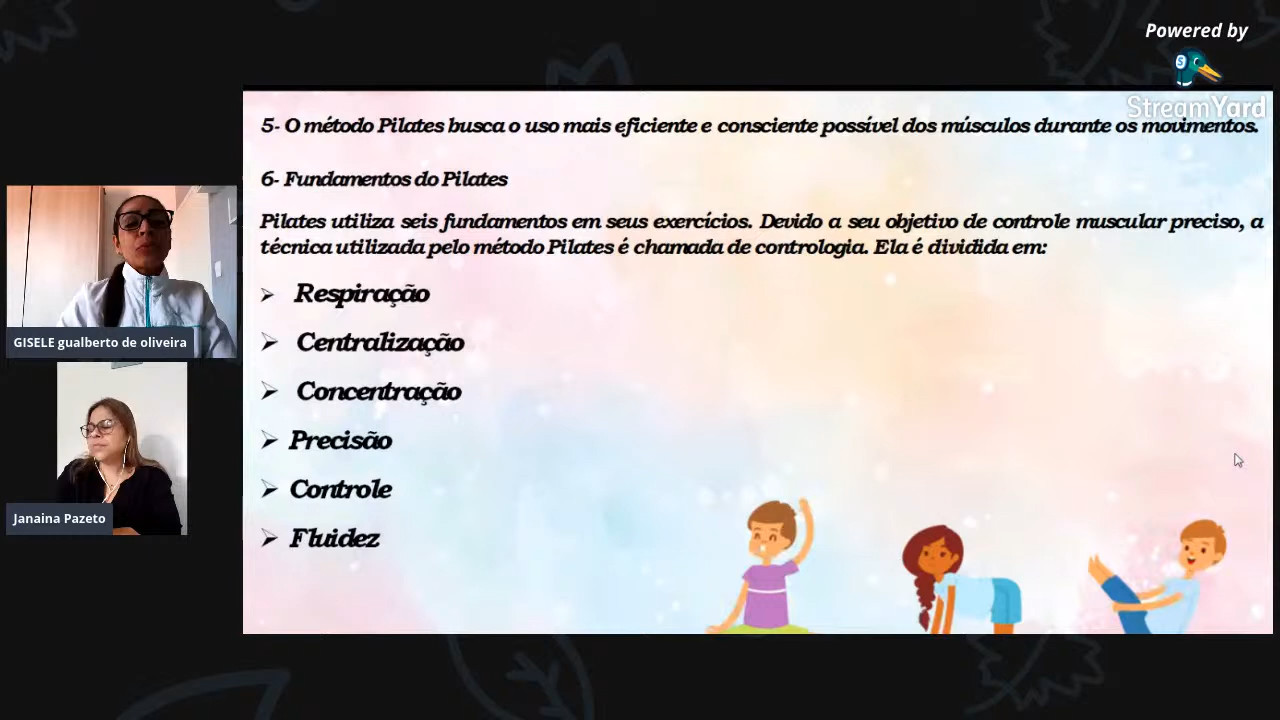 Powered by
StreamYard
5- O método Pilates busca o uso mais eficiente e consciente possível dos músculos durante os movimentos.
6- Fundamentos do Pilates
Pilates utiliza seis fundamentos em seus exercícios. Devido a seu objetivo de controle muscular preciso, a
técnica utilizada pelo método Pilates é chamada de contrologia. Ela é dividida em:
Respiração
Centralização
Concentração
Precisão
Controle
Fluidez
GISELE gualberto de oliveira
Janaina Pazeto